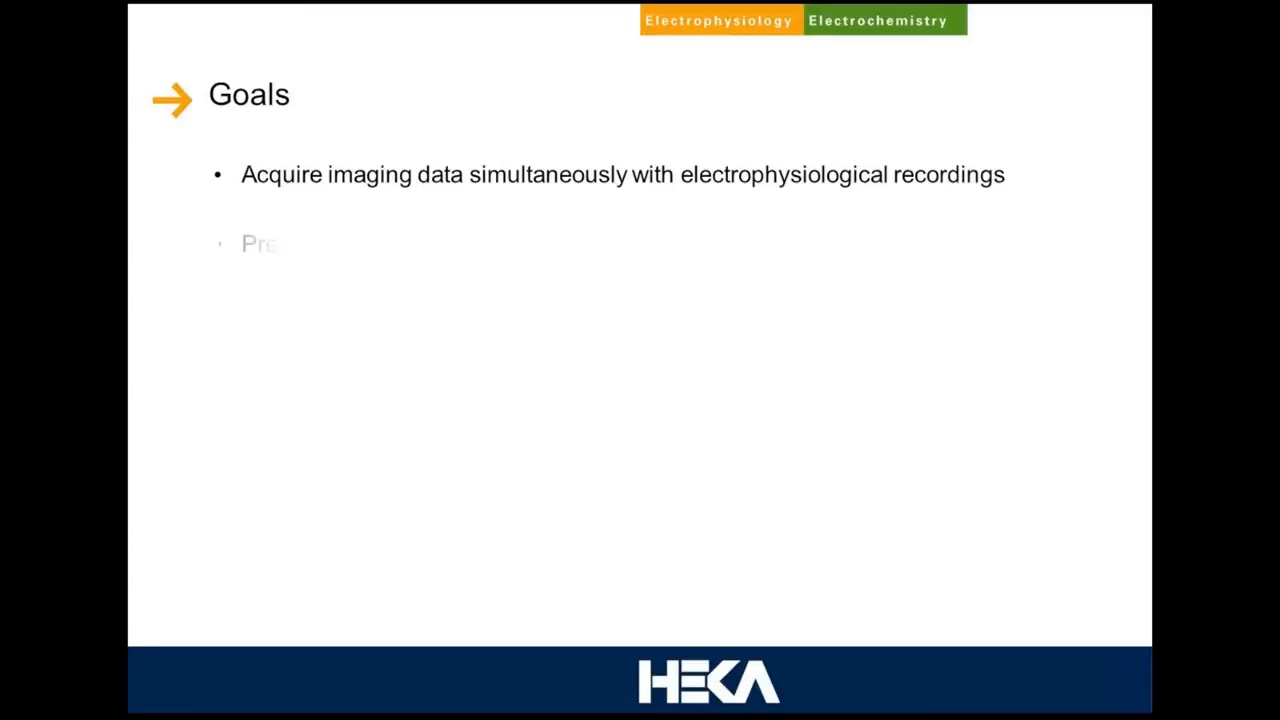 Electrophysiology Electrochemistry
Goals
• Acquire imaging data simultaneously with electrophysiological recordings
HEKA